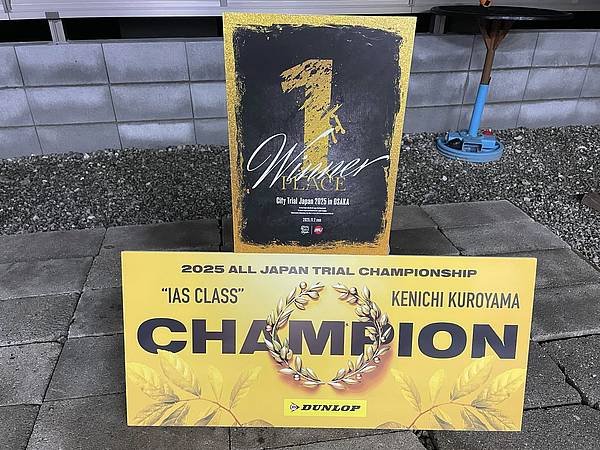 1
Winner
PLACE
City Trial Japan 2025 in OSAKA
2025 ALL JAPAN TRIAL CHAMPIONSHIP
“IAS CLASS”
KENICHI KUROYAMA
CHAMPION
DUNLOP